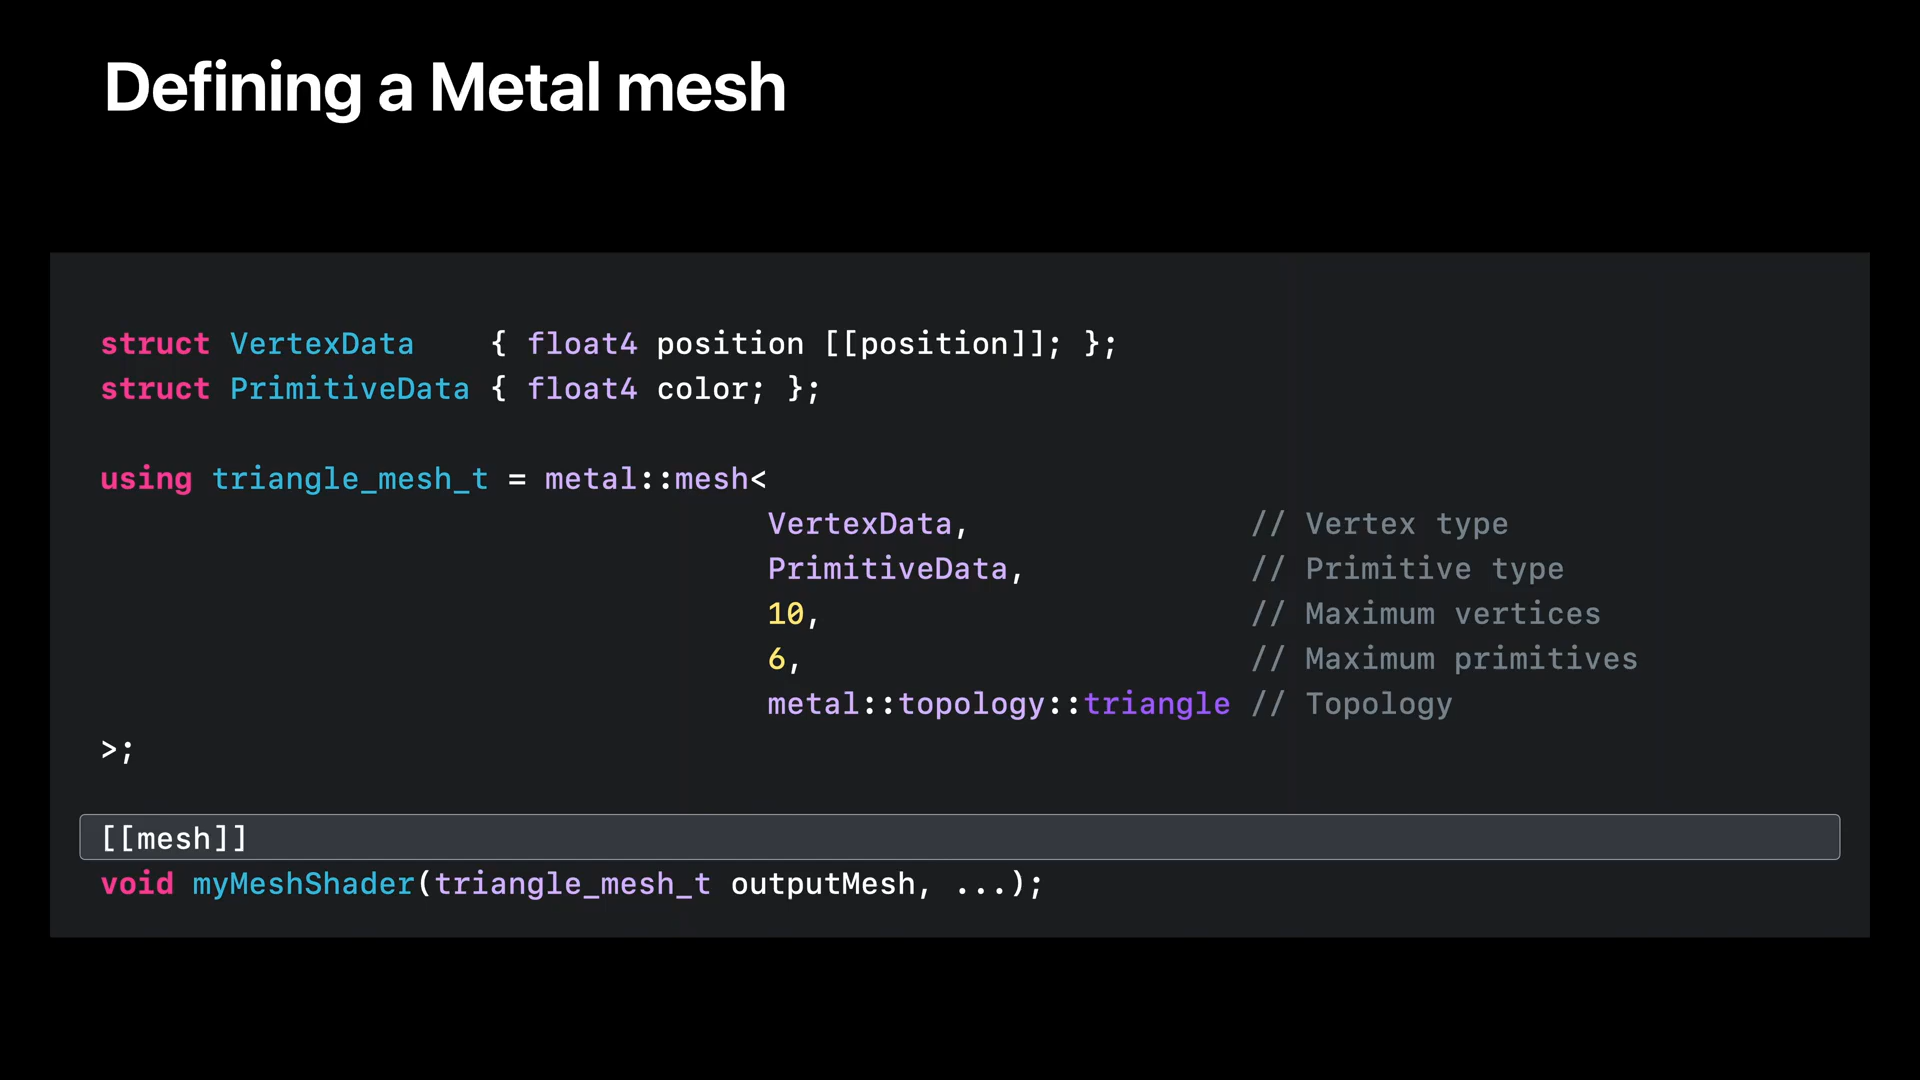 Defining a Metal mesh
struct VertexData    { float4 position [[position]]; };
struct PrimitiveData { float4 color; };
using triangle_mesh_t = metal::mesh<
VertexData,               // Vertex type
PrimitiveData,            // Primitive type
10,                       // Maximum vertices
6,                        // Maximum primitives
metal::topology::triangle // Topology
>;
[[mesh]]
void myMeshShader(triangle_mesh_t outputMesh, ...);